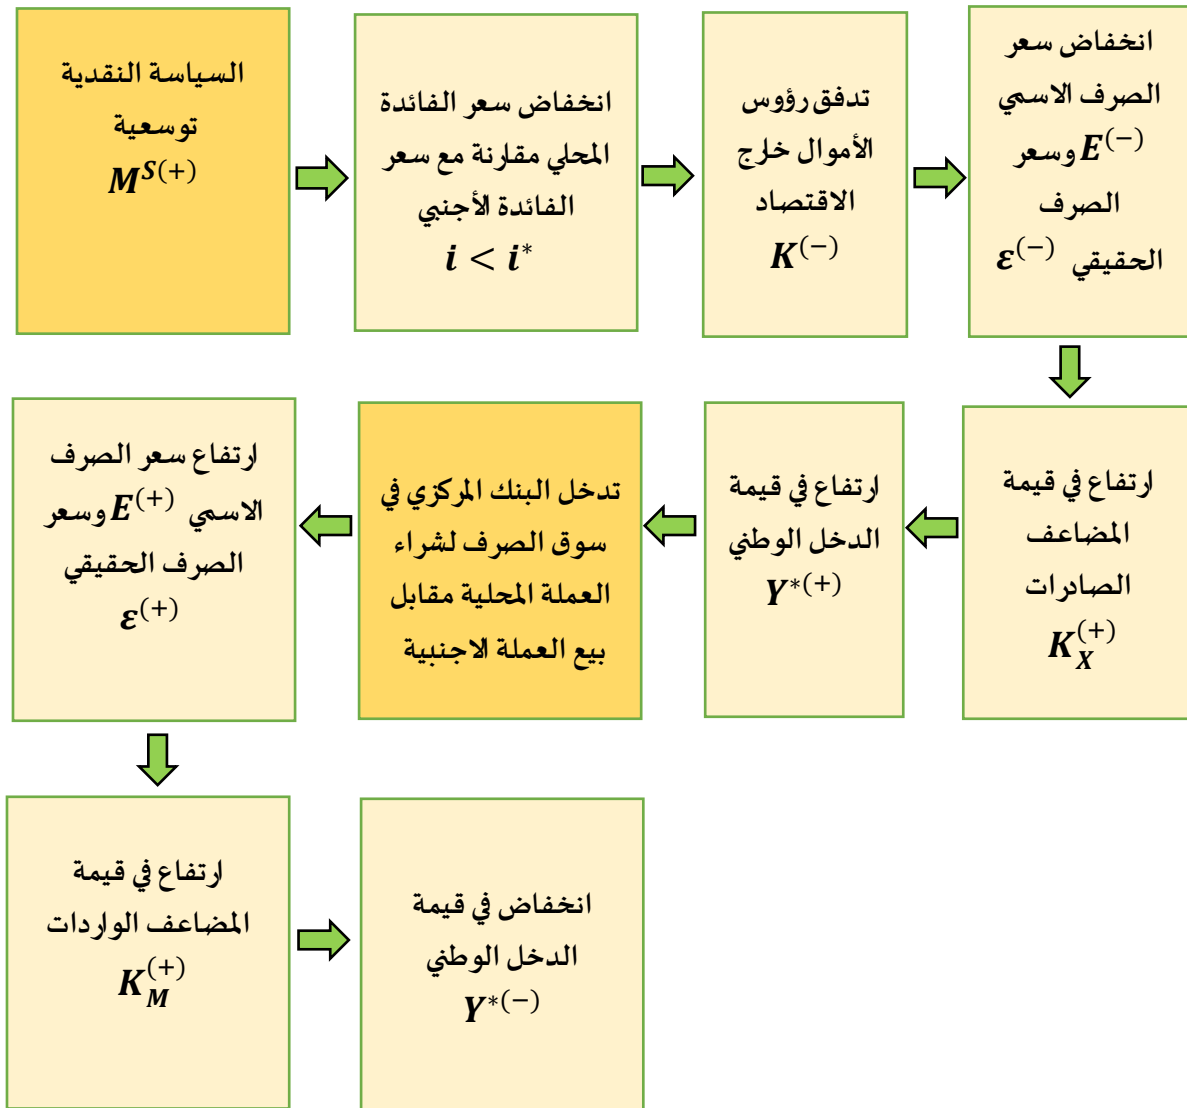 السياسة النقدية
توسعية
M^{S(+)}
انخفاض سعر الفائدة
المحلي مقارنة مع سعر
الفائدة الأجنبي
i < i^*
تدفق رؤوس
الأموال خارج
الاقتصاد
K^{(-)}
انخفاض سعر
الصرف الاسمي
E^{(-)} وسعر
الصرف
الحقيقي ε^{(-)}
ارتفاع في قيمة
المضاعف
الصادرات
K_X^{(+)}
ارتفاع في قيمة
الدخل الوطني
Y^{*(+)}
تدخل البنك المركزي في
سوق الصرف لشراء
العملة المحلية مقابل
بيع العملة الاجنبية
ارتفاع سعر الصرف
الاسمي E^{(+)} وسعر
الصرف الحقيقي
ε^{(+)}
ارتفاع في قيمة
المضاعف الواردات
K_M^{(+)}
انخفاض في قيمة
الدخل الوطني
Y^{*(-)}